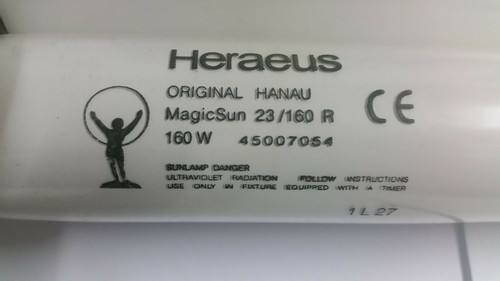 Heraeus
ORIGINAL HANAU
MagicSun 23/160 R
160 W 45007054
CE
SUNLAMP DANGER
ULTRAVIOLET RADIATION FOLLOW INSTRUCTIONS
USE ONLY IN FIXTURE EQUIPPED WITH A TIMER
1 L 27